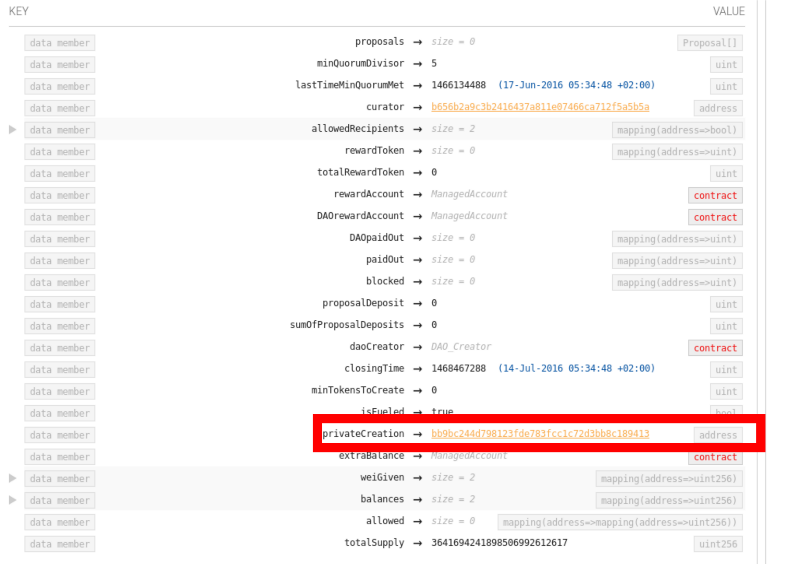 KEY VALUE
data member proposals → size = 0 Proposal[]
data member minQuorumDivisor → 5 uint
data member lastTimeMinQuorumMet → 1466134488 (17-Jun-2016 05:34:48 +02:00) uint
data member curator → b656b2a9c3b2416437a811e07466ca712f5a5b5a address
data member allowedRecipients → size = 2 mapping(address=>bool)
data member rewardToken → size = 0 mapping(address=>uint)
data member totalRewardToken → 0 uint
data member rewardAccount → ManagedAccount contract
data member DAOrewardAccount → ManagedAccount contract
data member DAOpaidOut → size = 0 mapping(address=>uint)
data member paidOut → size = 0 mapping(address=>uint)
data member blocked → size = 0 mapping(address=>uint)
data member proposalDeposit → 0 uint
data member sumOfProposalDeposits → 0 uint
data member daoCreator → DAO_Creator contract
data member closingTime → 1468467288 (14-Jul-2016 05:34:48 +02:00) uint
data member minTokensToCreate → 0 uint
data member isFueled → true bool
data member privateCreation → bb9bc244d798123fde783fcc1c72d3bb8c189413 address
data member extraBalance → ManagedAccount contract
data member weiGiven → size = 2 mapping(address=>uint256)
data member balances → size = 2 mapping(address=>uint256)
data member allowed → size = 0 mapping(address=>mapping(address=>uint256))
data member totalSupply → 3641694241898506992612617 uint256